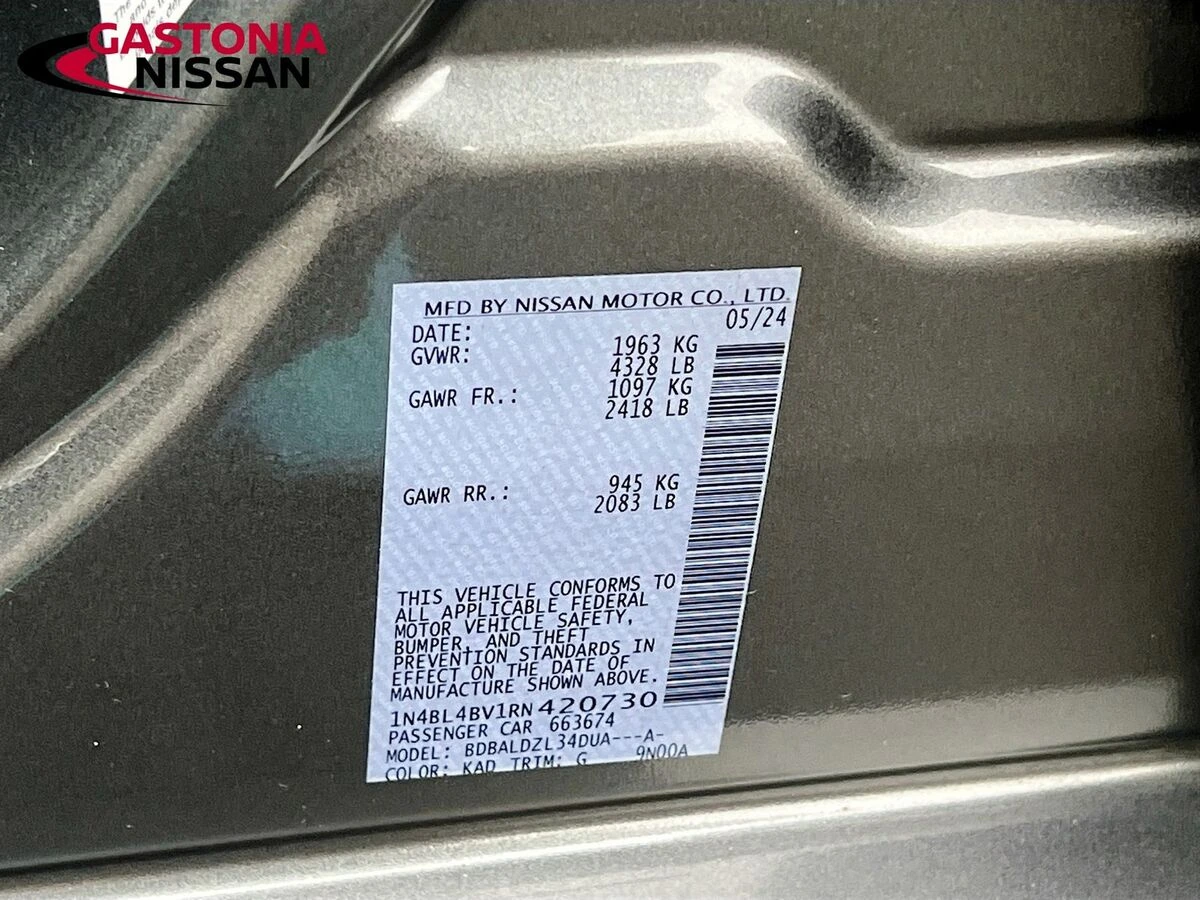 GASTONIA
NISSAN
MFD BY NISSAN MOTOR CO., LTD.
DATE: 05/24
GVWR: 1963 KG
4328 LB
GAWR FR.: 1097 KG
2418 LB
GAWR RR.: 945 KG
2083 LB
THIS VEHICLE CONFORMS TO
ALL APPLICABLE FEDERAL
MOTOR VEHICLE SAFETY,
BUMPER, AND THEFT
PREVENTION STANDARDS IN
EFFECT ON THE DATE OF
MANUFACTURE SHOWN ABOVE.
1N4BL4BV1RN420730
PASSENGER CAR 663674
MODEL: BDBALDZL34DUA---A-
COLOR: KAD TRIM: G 9N00A